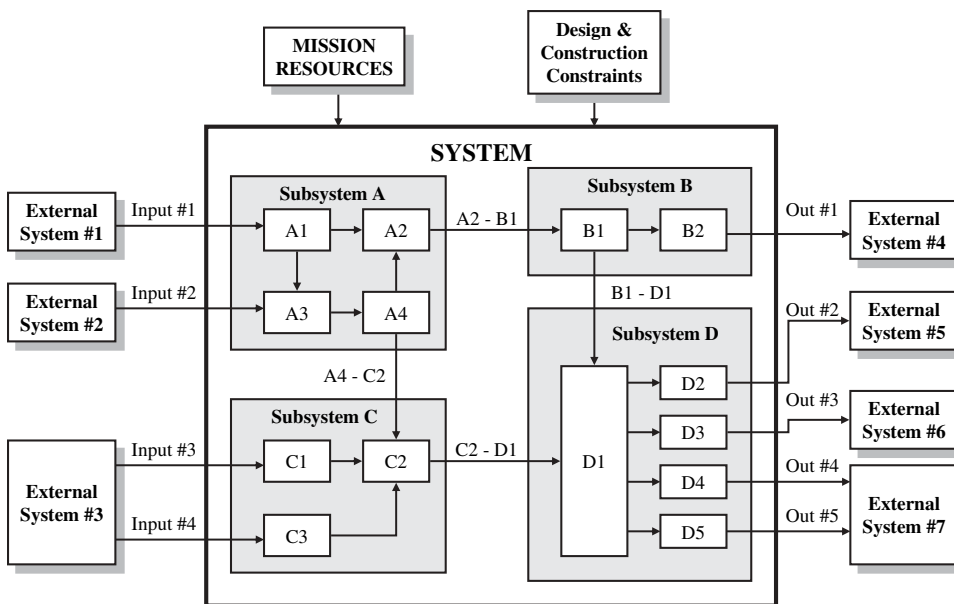 MISSION
RESOURCES
Design &
Construction
Constraints
SYSTEM
External
System #1
Input #1
External
System #2
Input #2
External
System #3
Input #3
Input #4
Subsystem A
A1
A2
A3
A4
A2 - B1
A4 - C2
Subsystem B
B1
B2
B1 - D1
Subsystem C
C1
C2
C3
C2 - D1
Subsystem D
D1
D2
D3
D4
D5
Out #1
External
System #4
Out #2
External
System #5
Out #3
External
System #6
Out #4
Out #5
External
System #7